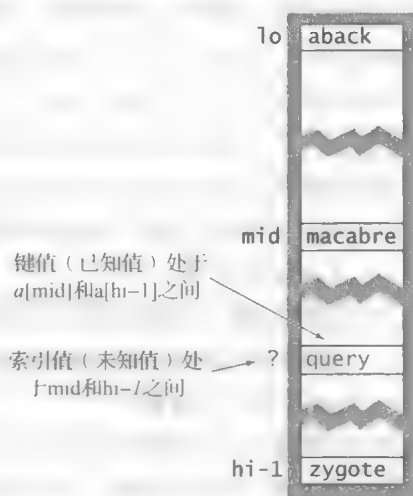 lo aback
mid macabre
键值（已知值）处于
a[mid]和a[hi-1]之间
索引值（未知值）处
于mid和hi-1之间
? query
hi-1 zygote